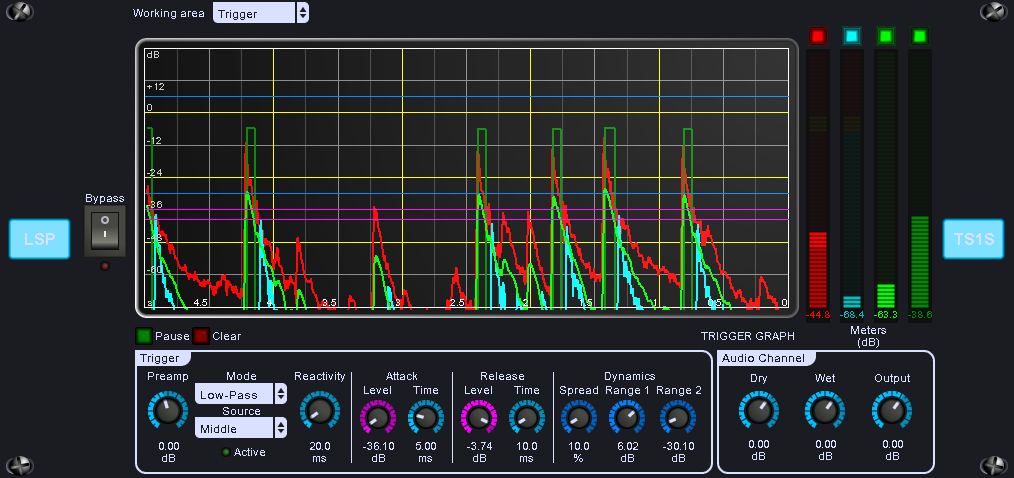 Working area Trigger
dB
+12
0
-12
-24
-36
-48
-60
s 4.5 4 3.5 3 2.5 2 1.5 1 0.5 0
Bypass
LSP
TS1S
-44.8 -68.4 -63.3 -38.6
Meters
(dB)
Pause Clear
TRIGGER GRAPH
Trigger
Preamp
0.00
dB
Mode
Low-Pass
Source
Middle
Active
Reactivity
20.0
ms
Attack
Level Time
-36.10 5.00
dB ms
Release
Level Time
-3.74 10.0
dB ms
Dynamics
Spread Range 1 Range 2
10.0 6.02 -30.10
% dB dB
Audio Channel
Dry Wet Output
0.00 0.00 0.00
dB dB dB